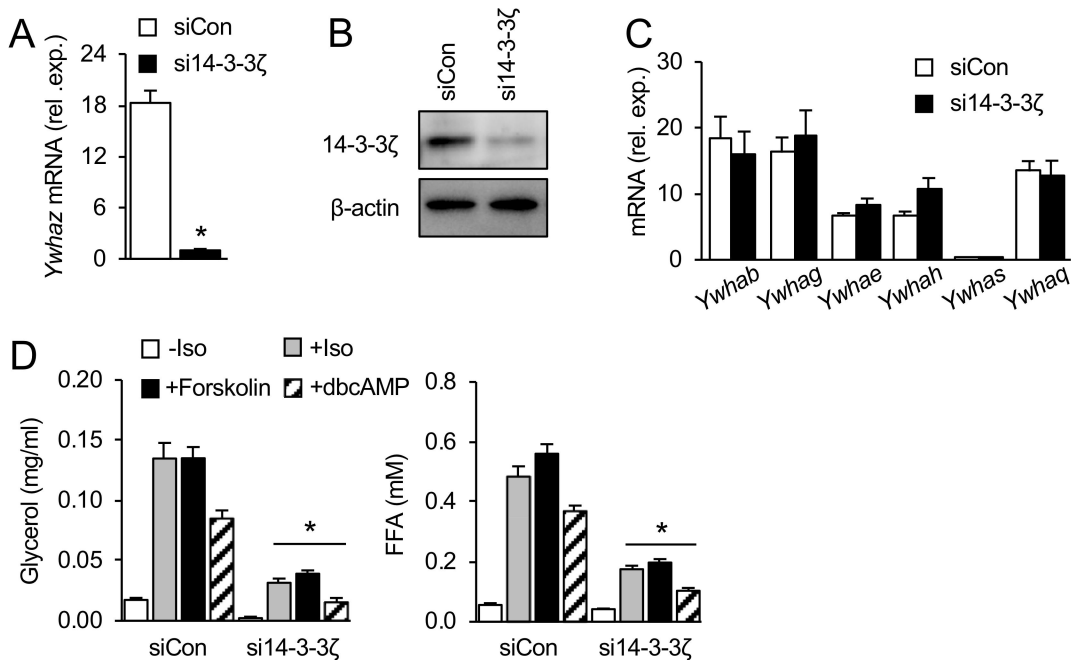 A
siCon
si14-3-3ζ
Ywhaz mRNA (rel .exp.)
24
18
12
6
0
*
B
siCon
si14-3-3ζ
14-3-3ζ
β-actin
C
siCon
si14-3-3ζ
mRNA (rel. exp.)
30
20
10
0
Ywhab
Ywhag
Ywhae
Ywhah
Ywhas
Ywhaq
D
-Iso
+Iso
+Forskolin
+dbcAMP
Glycerol (mg/ml)
0.20
0.15
0.10
0.05
0.00
*
siCon
si14-3-3ζ
FFA (mM)
0.8
0.6
0.4
0.2
0.0
*
siCon
si14-3-3ζ